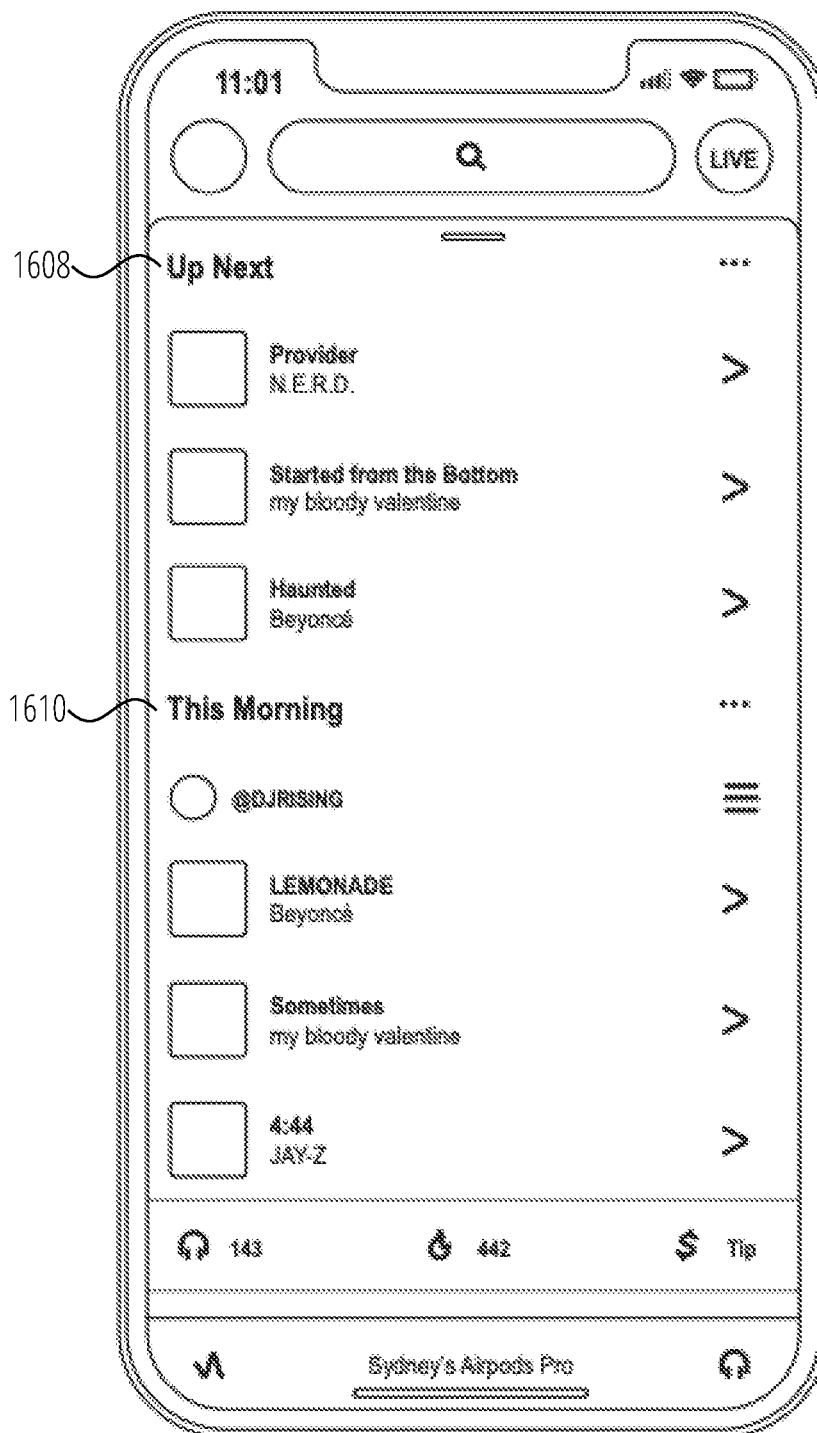 11:01
LIVE
1608
Up Next
...
Provider
N.E.R.D.
>
Started from the Bottom
my bloody valentine
>
Haunted
Beyoncé
>
1610
This Morning
...
@DJRISING
LEMONADE
Beyoncé
>
Sometimes
my bloody valentine
>
4:44
JAY-Z
>
143
442
$ Tip
Sydney's Airpods Pro